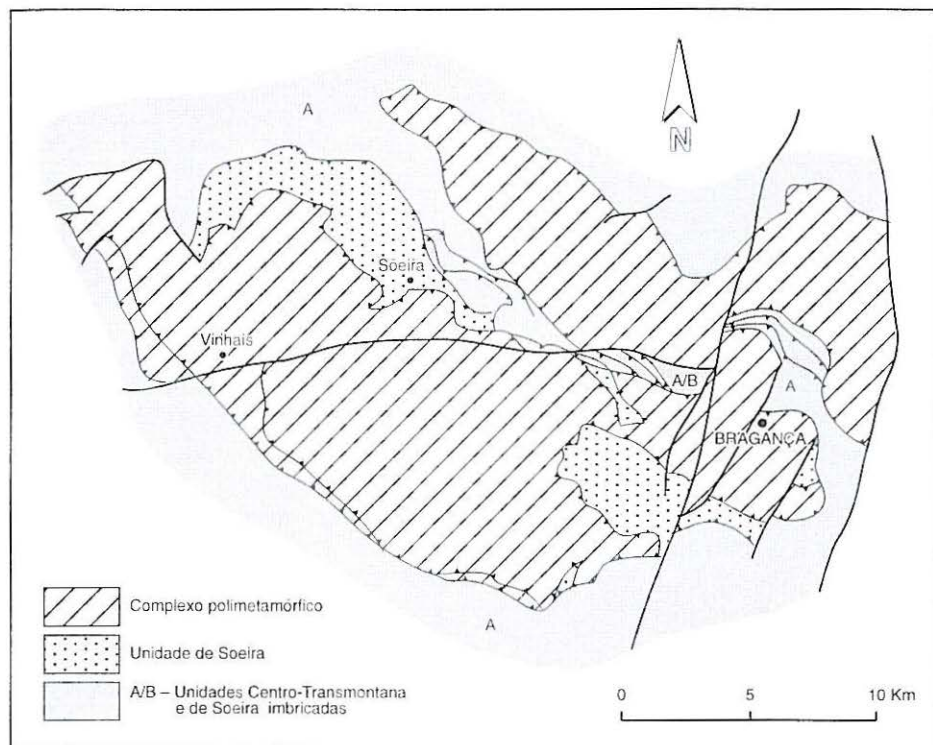 A
N
Soeira
Vinhais
A/B
A
BRAGANÇA
A
Complexo polimetamórfico
Unidade de Soeira
A/B – Unidades Centro-Transmontana
e de Soeira imbricadas
0 5 10 Km